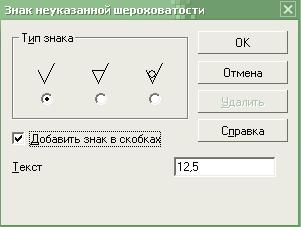 Знак неуказанной шероховатости
Тип знака
OK
Отмена
Удалить
Справка
Добавить знак в скобках
Текст
12,5